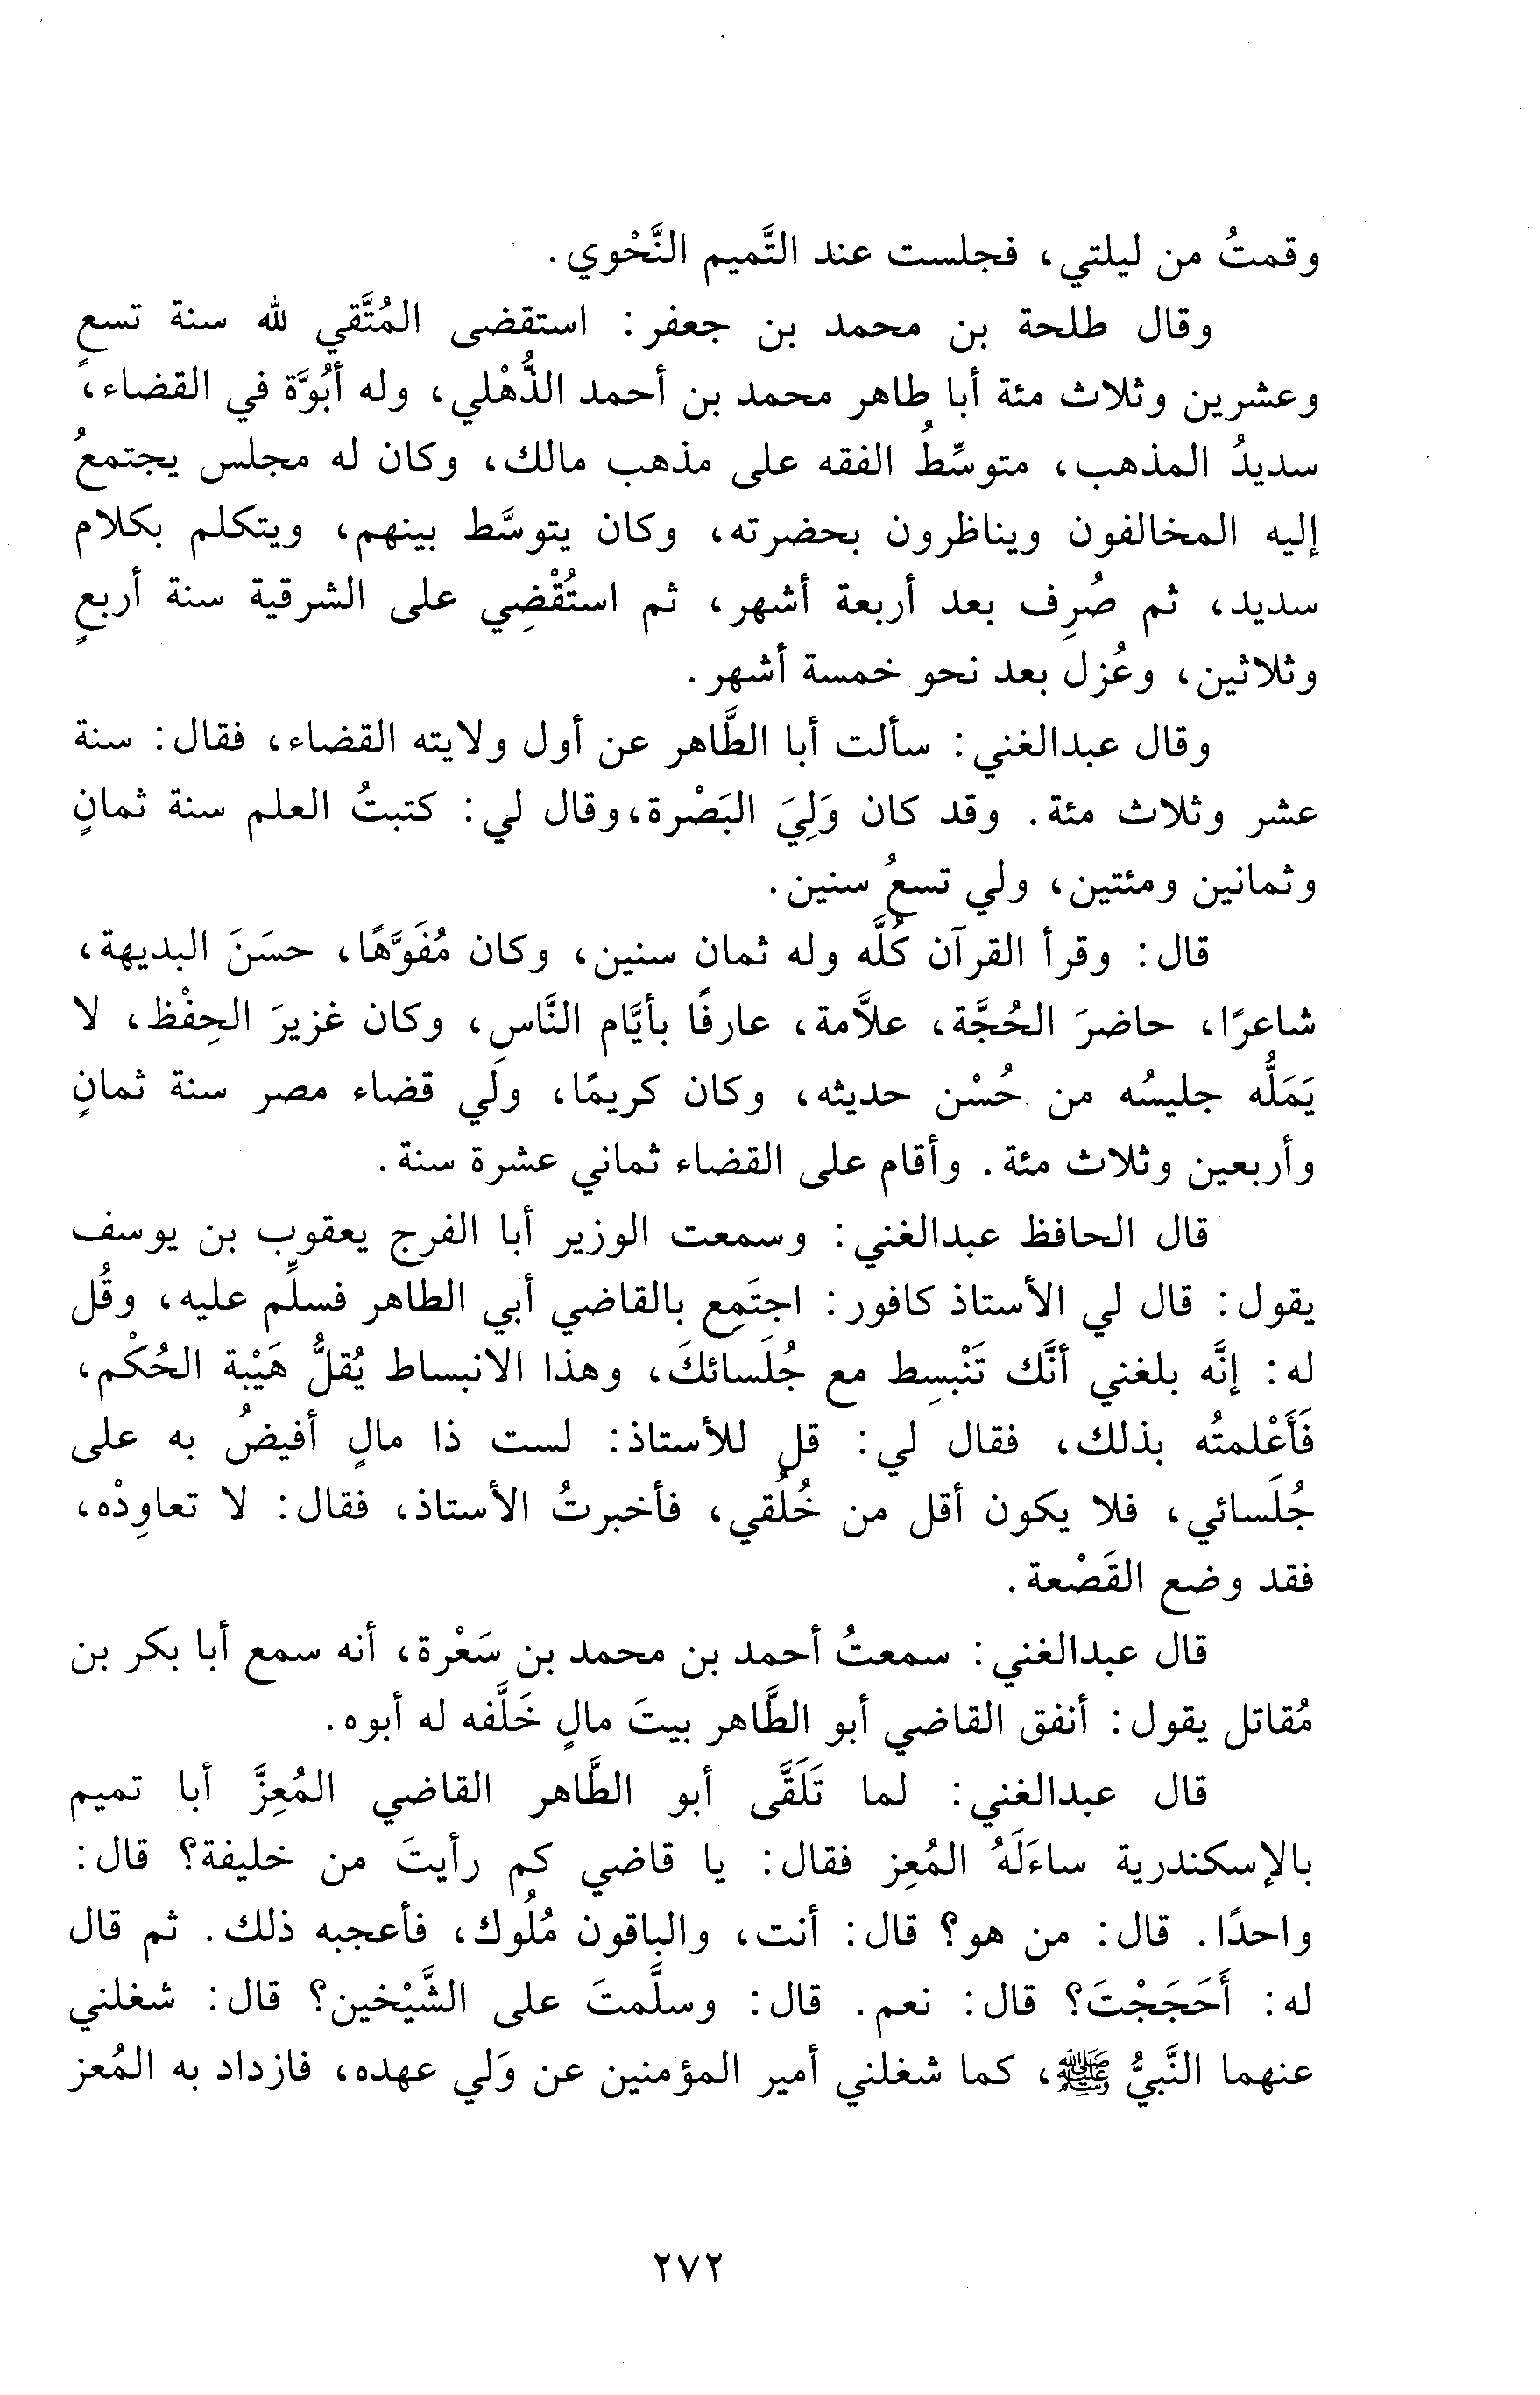 وقمتُ من ليلتي، فجلست عند التَّميم النَّحْوي.
وقال طلحة بن محمد بن جعفر: استقضى المُتَّقي لله سنة تسعٍ
وعشرين وثلاث مئة أبا طاهر محمد بن أحمد الذُّهْلي، وله أُبُوَّة في القضاء،
سديدُ المذهب، متوسِّطُ الفقه على مذهب مالك، وكان له مجلس يجتمعُ
إليه المخالفون ويناظرون بحضرته، وكان يتوسَّط بينهم، ويتكلم بكلام
سديد، ثم صُرِف بعد أربعة أشهر، ثم استُقْضِي على الشرقية سنة أربعٍ
وثلاثين، وعُزل بعد نحو خمسة أشهر.
وقال عبدالغني: سألت أبا الطَّاهر عن أول ولايته القضاء، فقال: سنة
عشر وثلاث مئة. وقد كان وَلِيَ البَصْرة، وقال لي: كتبتُ العلم سنة ثمانٍ
وثمانين ومئتين، ولي تسعُ سنين.
قال: وقرأ القرآن كُلَّه وله ثمان سنين، وكان مُفَوَّهًا، حسَنَ البديهة،
شاعرًا، حاضرَ الحُجَّة، علاَّمة، عارفًا بأيَّام النَّاسِ، وكان غزيرَ الحِفْظ، لا
يَمَلُّه جليسُه من حُسْن حديثه، وكان كريمًا، ولَي قضاء مصر سنة ثمانٍ
وأربعين وثلاث مئة. وأقام على القضاء ثماني عشرة سنة.
قال الحافظ عبدالغني: وسمعت الوزير أبا الفرج يعقوب بن يوسف
يقول: قال لي الأستاذ كافور: اجتَمِع بالقاضي أبي الطاهر فسلِّم عليه، وقُل
له: إنَّه بلغني أنَّك تَنْبسِط مع جُلَسائكَ، وهذا الانبساط يُقلُّ هَيْبة الحُكْم،
فَأَعْلمتُه بذلك، فقال لي: قل للأستاذ: لست ذا مالٍ أفيضُ به على
جُلَسائي، فلا يكون أقل من خُلُقي، فأخبرتُ الأستاذ، فقال: لا تعاوِدْه،
فقد وضع القَصْعة.
قال عبدالغني: سمعتُ أحمد بن محمد بن سَعْرة، أنه سمع أبا بكر بن
مُقاتل يقول: أنفق القاضي أبو الطَّاهر بيتَ مالٍ خَلَّفه له أبوه.
قال عبدالغني: لما تَلَقَّى أبو الطَّاهر القاضي المُعِزَّ أبا تميم
بالإسكندرية ساءَلَهُ المُعِز فقال: يا قاضي كم رأيتَ من خليفة؟ قال:
واحدًا. قال: من هو؟ قال: أنت، والباقون مُلُوك، فأعجبه ذلك. ثم قال
له: أَحَجَجْتَ؟ قال: نعم. قال: وسلَّمتَ على الشَّيْخين؟ قال: شغلني
عنهما النَّبيُّ ﷺ، كما شغلني أمير المؤمنين عن وَلي عهده، فازداد به المُعز
٢٧٢